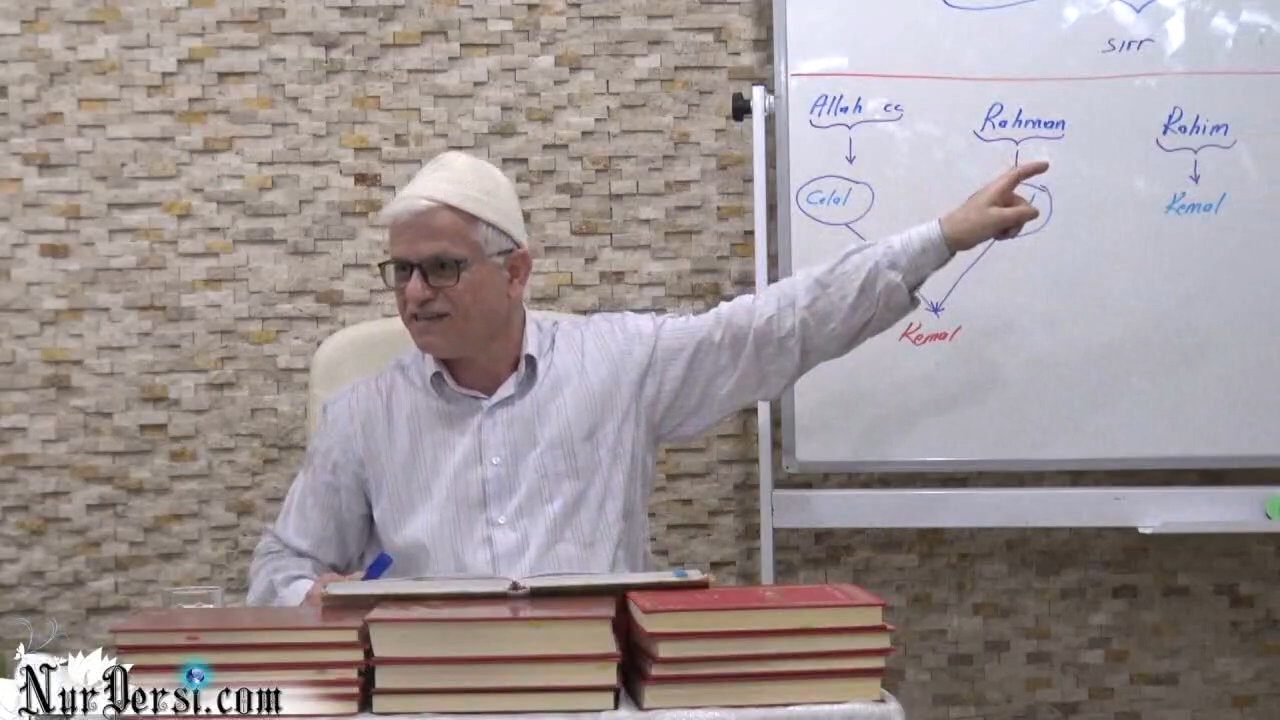 sırr
Allah cc Rahman Rahim
Celal Kemal
Kemal
NurDersi.com